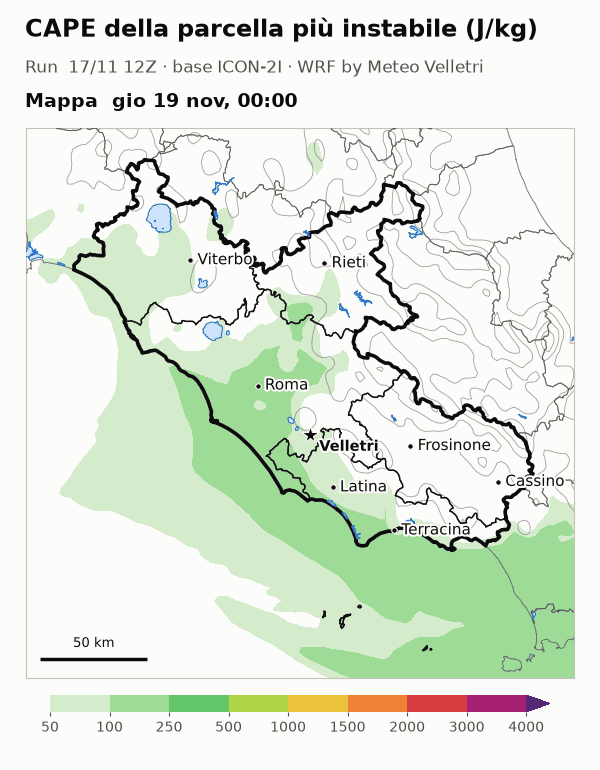 CAPE della parcella più instabile (J/kg)
Run 17/11 12Z · base ICON-2I · WRF by Meteo Velletri
Mappa gio 19 nov, 00:00
Viterbo
Rieti
Roma
Velletri
Frosinone
Cassino
Latina
Terracina
50 km
50 100 250 500 1000 1500 2000 3000 4000